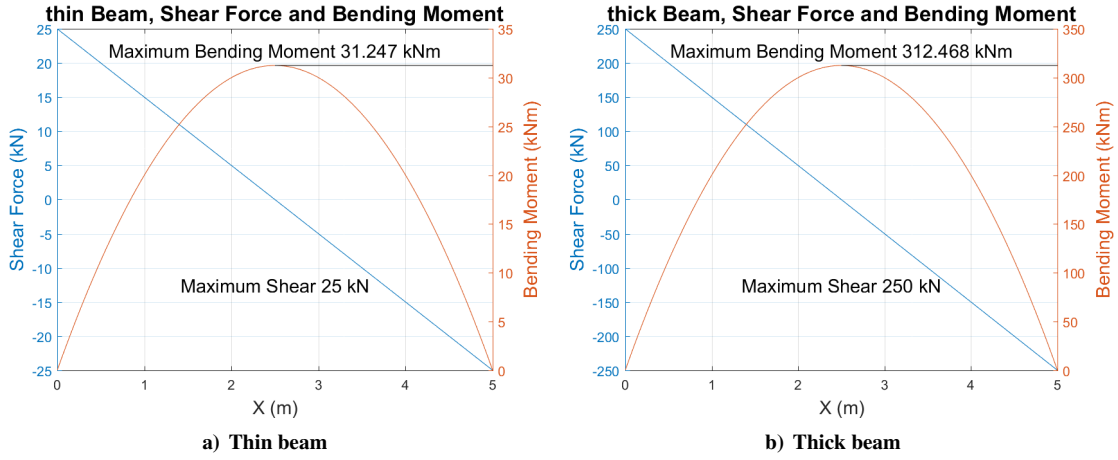 thin Beam, Shear Force and Bending Moment
25
20
15
10
5
0
-5
-10
-15
-20
-25
Shear Force (kN)
Maximum Bending Moment 31.247 kNm
Maximum Shear 25 kN
35
30
25
20
15
10
5
0
Bending Moment (kNm)
0 1 2 3 4 5
X (m)
a) Thin beam
thick Beam, Shear Force and Bending Moment
250
200
150
100
50
0
-50
-100
-150
-200
-250
Shear Force (kN)
Maximum Bending Moment 312.468 kNm
Maximum Shear 250 kN
350
300
250
200
150
100
50
0
Bending Moment (kNm)
0 1 2 3 4 5
X (m)
b) Thick beam